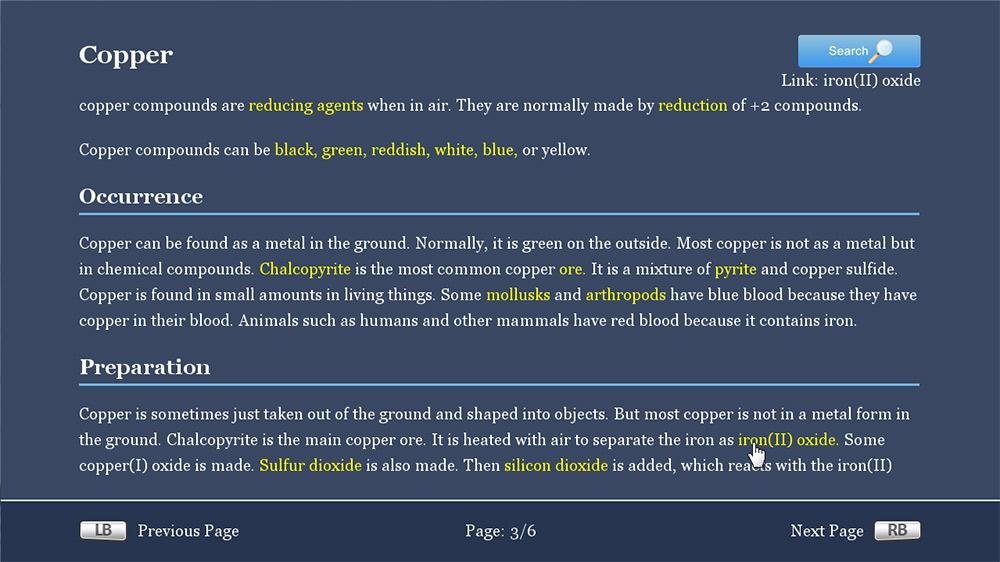 Copper
Search
Link: iron(II) oxide
copper compounds are reducing agents when in air. They are normally made by reduction of +2 compounds.
Copper compounds can be black, green, reddish, white, blue, or yellow.
Occurrence
Copper can be found as a metal in the ground. Normally, it is green on the outside. Most copper is not as a metal but
in chemical compounds. Chalcopyrite is the most common copper ore. It is a mixture of pyrite and copper sulfide.
Copper is found in small amounts in living things. Some mollusks and arthropods have blue blood because they have
copper in their blood. Animals such as humans and other mammals have red blood because it contains iron.
Preparation
Copper is sometimes just taken out of the ground and shaped into objects. But most copper is not in a metal form in
the ground. Chalcopyrite is the main copper ore. It is heated with air to separate the iron as iron(II) oxide. Some
copper(I) oxide is made. Sulfur dioxide is also made. Then silicon dioxide is added, which reacts with the iron(II)
LB Previous Page Page: 3/6 Next Page RB